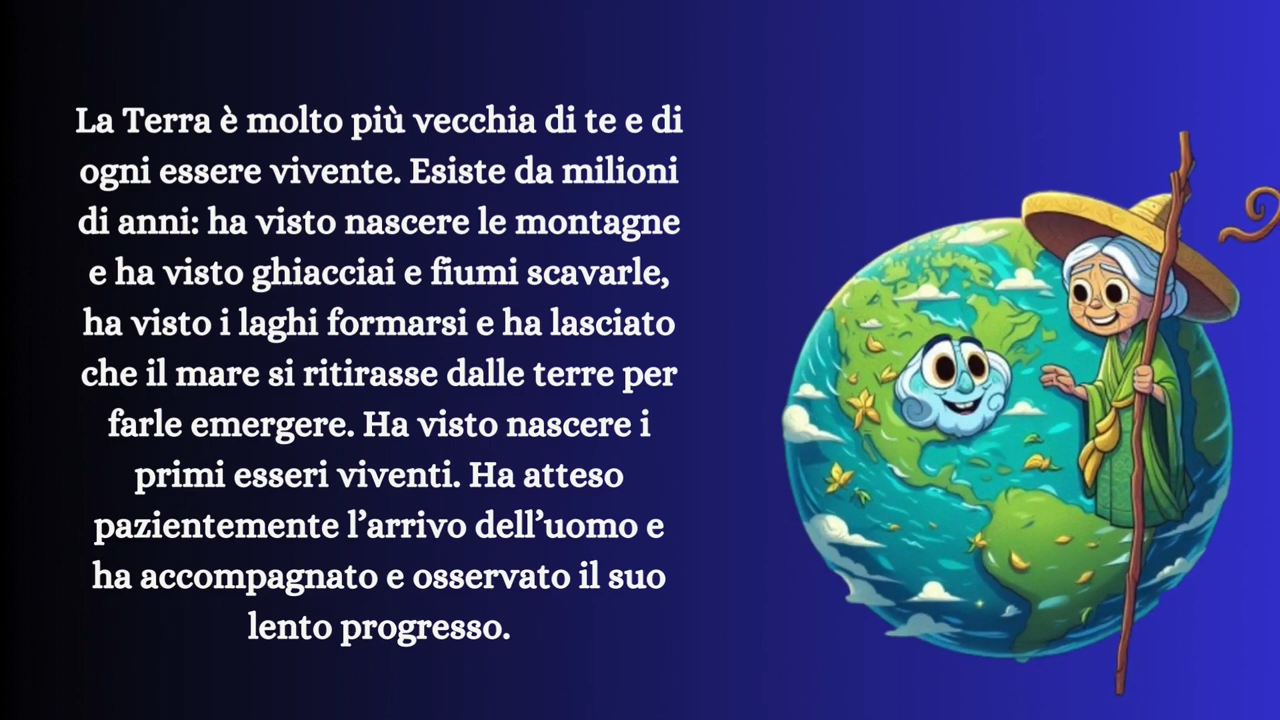 La Terra è molto più vecchia di te e di
ogni essere vivente. Esiste da milioni
di anni: ha visto nascere le montagne
e ha visto ghiacciai e fiumi scavarle,
ha visto i laghi formarsi e ha lasciato
che il mare si ritirasse dalle terre per
farle emergere. Ha visto nascere i
primi esseri viventi. Ha atteso
pazientemente l’arrivo dell’uomo e
ha accompagnato e osservato il suo
lento progresso.